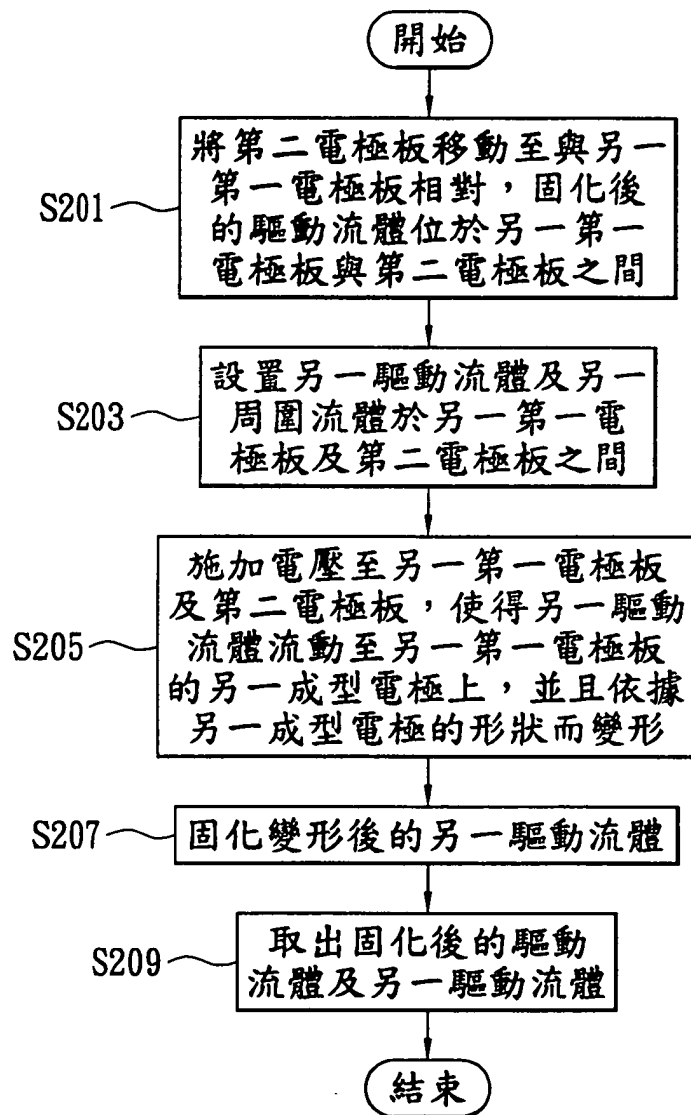 開始
S201
將第二電極板移動至與另一
第一電極板相對，固化後
的驅動流體位於另一第一
電極板與第二電極板之間
S203
設置另一驅動流體及另一
周圍流體於另一第一電
極板及第二電極板之間
S205
施加電壓至另一第一電極板
及第二電極板，使得另一驅動
流體流動至另一第一電極板
的另一成型電極上，並且依據
另一成型電極的形狀而變形
S207
固化變形後的另一驅動流體
S209
取出固化後的驅動
流體及另一驅動流體
結束